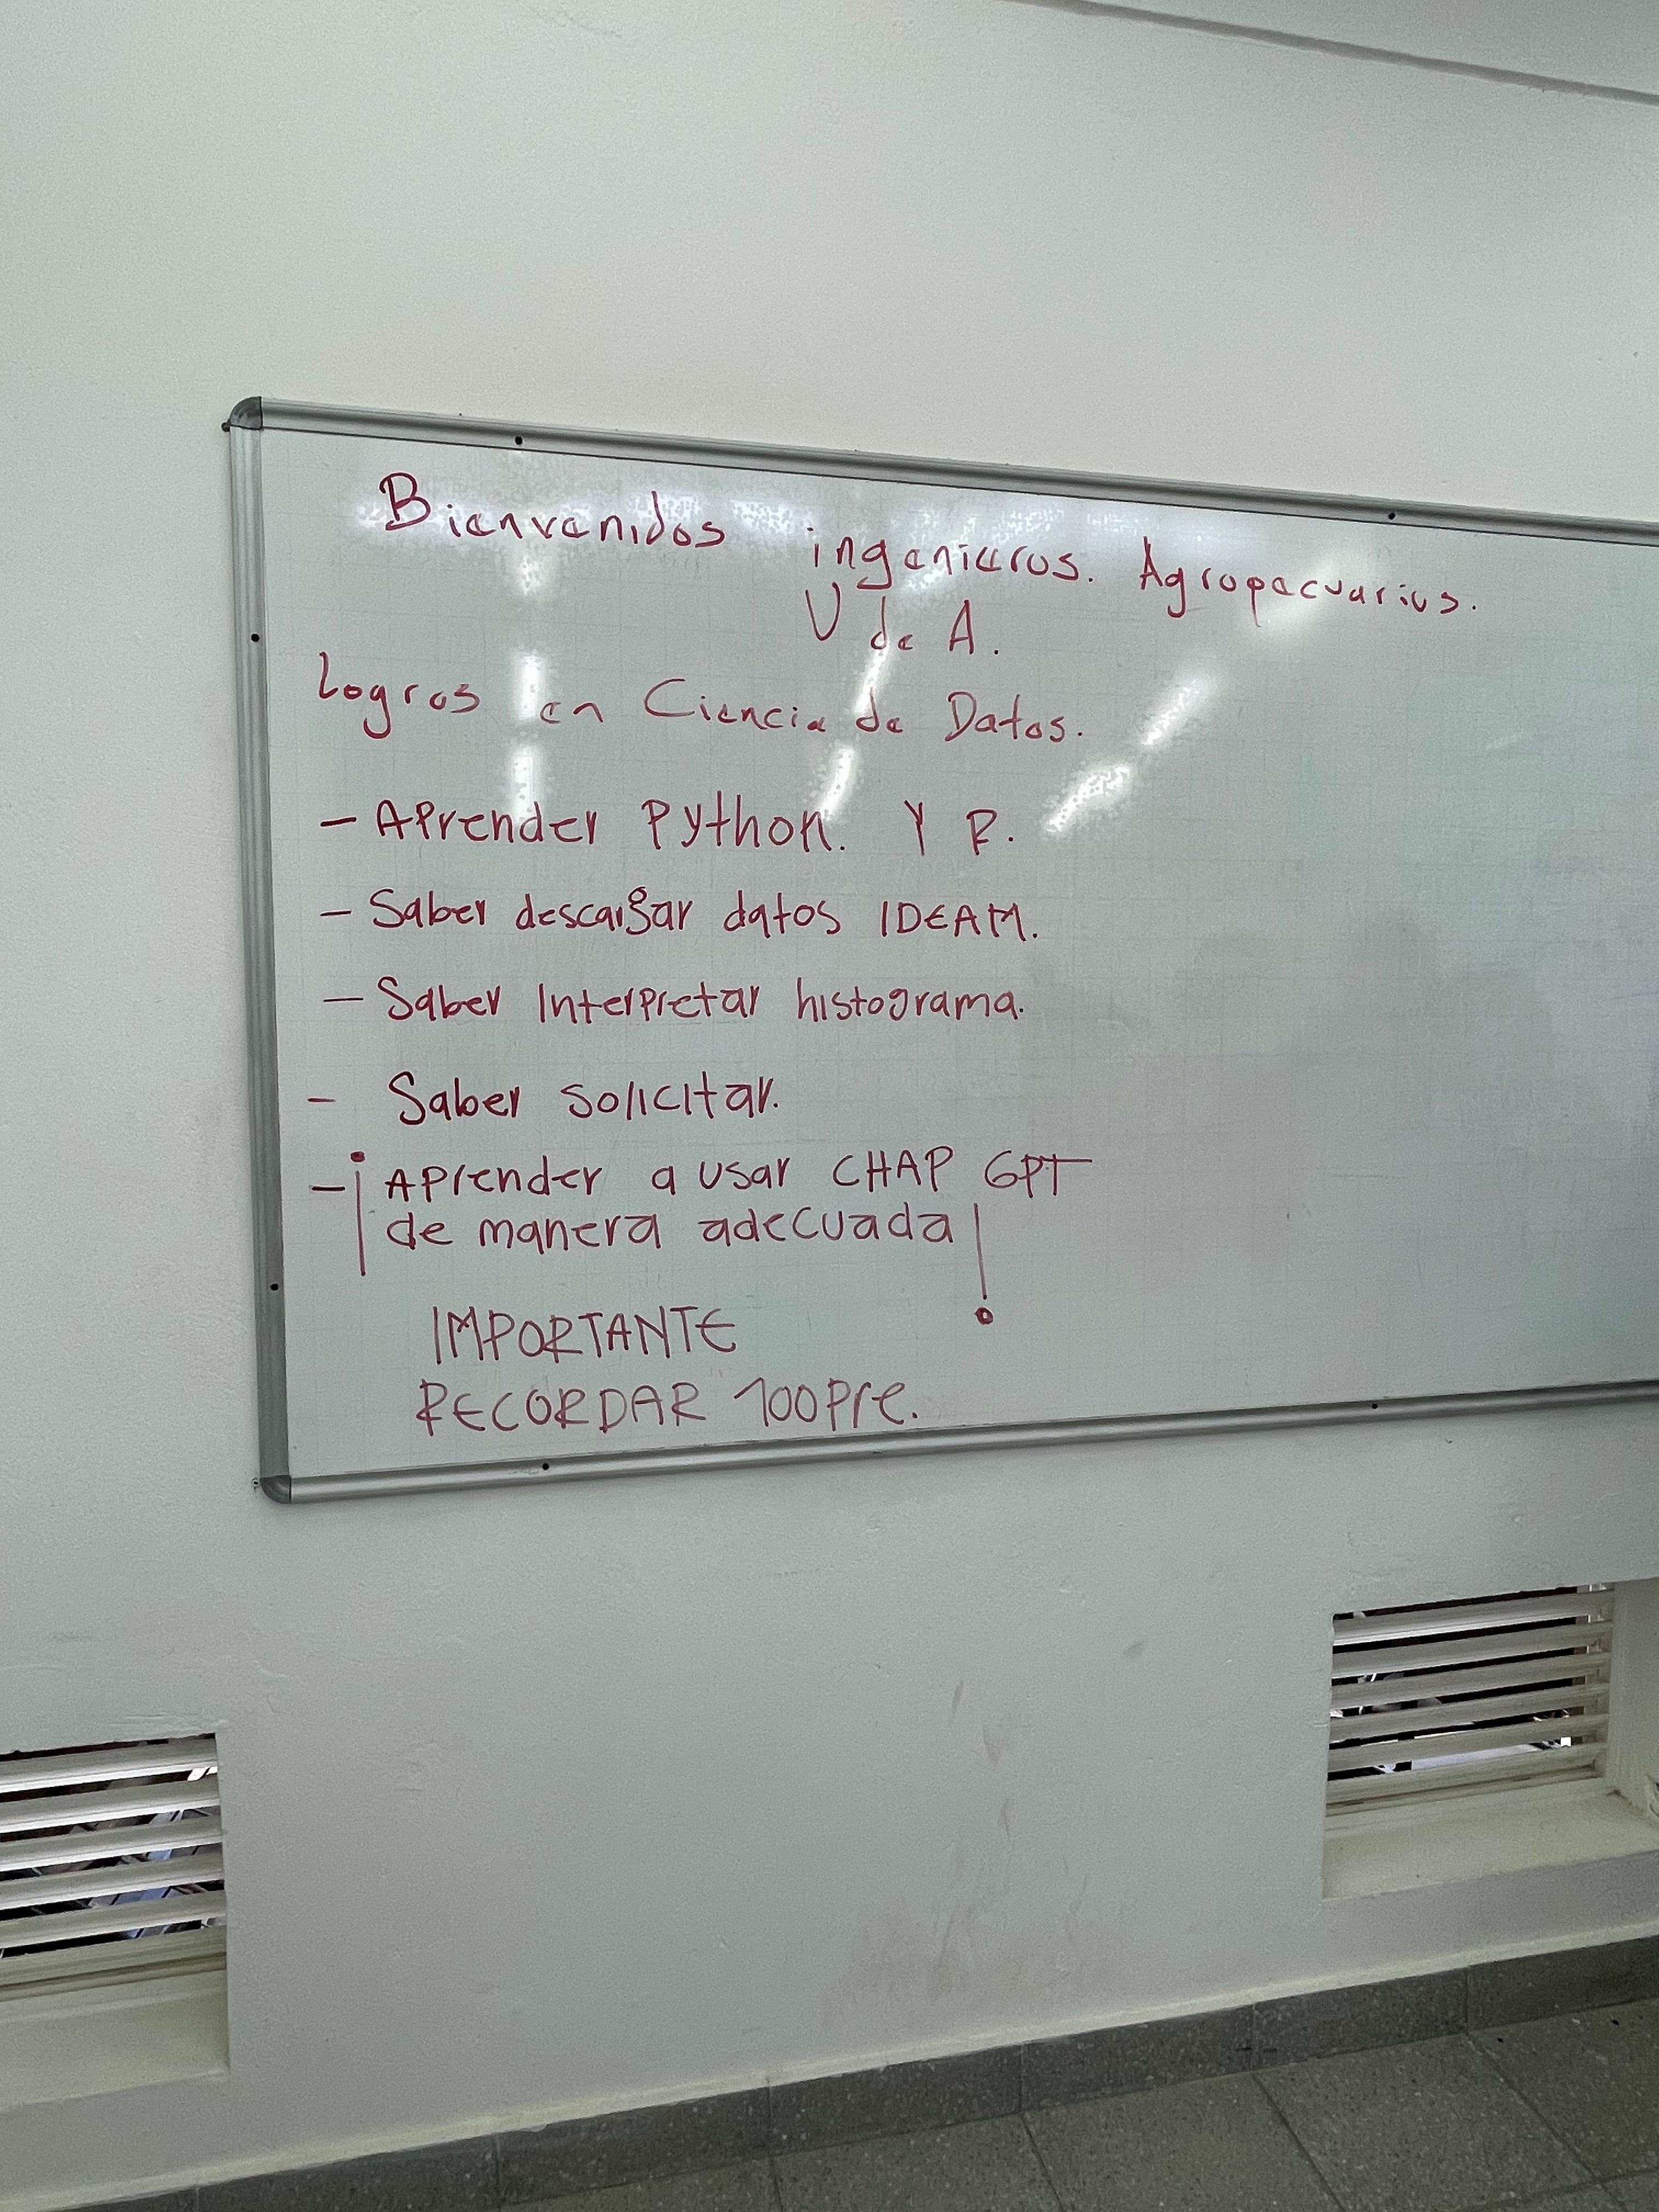 Bienvenidos ingenieros. Agropecuarios.
U de A.
Logros en Ciencia de Datos.
- Aprender Python. Y R.
- Saber descargar datos IDEAM.
- Saber Interpretar histograma.
- Saber solicitar.
- ¡ Aprender a usar CHAP GPT
de manera adecuada !
IMPORTANTE
RECORDAR 100pre.